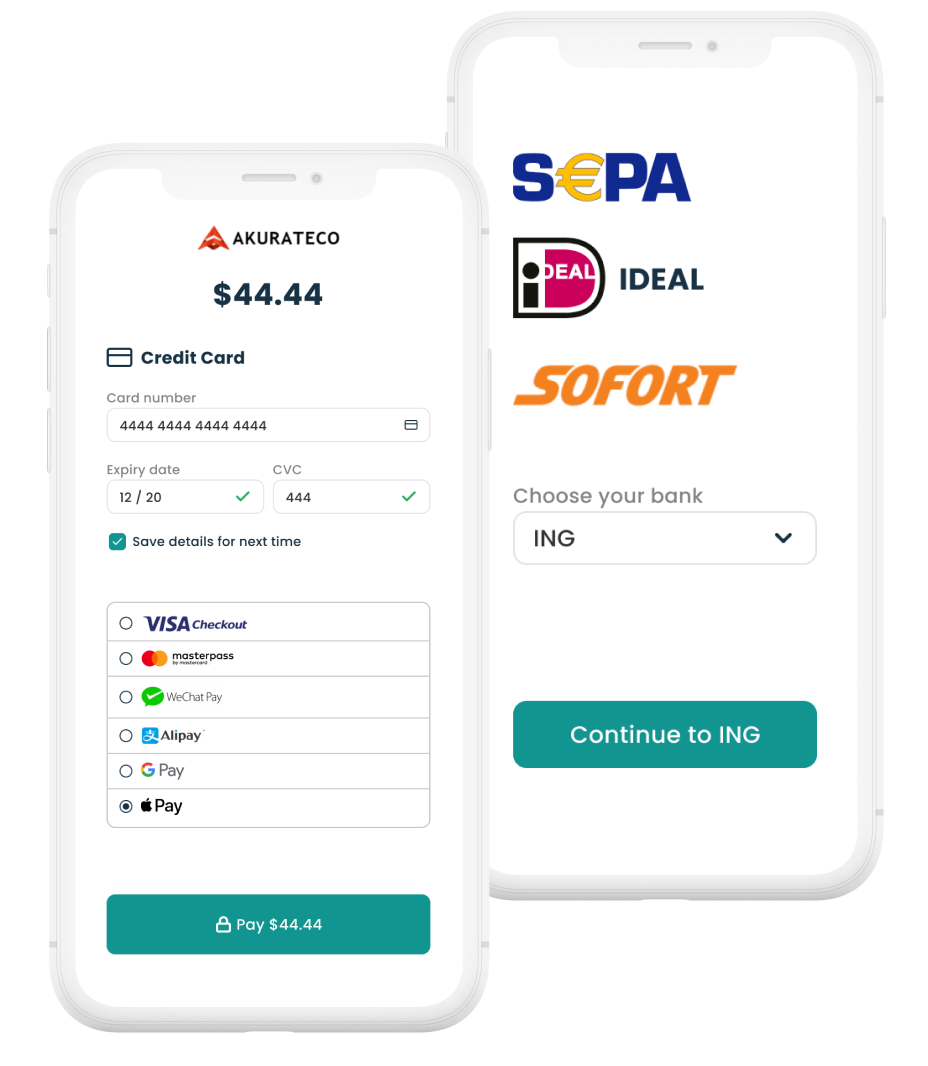 AKURATECO
$44.44
Credit Card
Card number
4444 4444 4444 4444
Expiry date CVC
12 / 20 444
Save details for next time
VISA Checkout
masterpass
by mastercard
WeChat Pay
Alipay
G Pay
Pay
Pay $44.44
S€PA
iDEAL IDEAL
SOFORT
Choose your bank
ING
Continue to ING